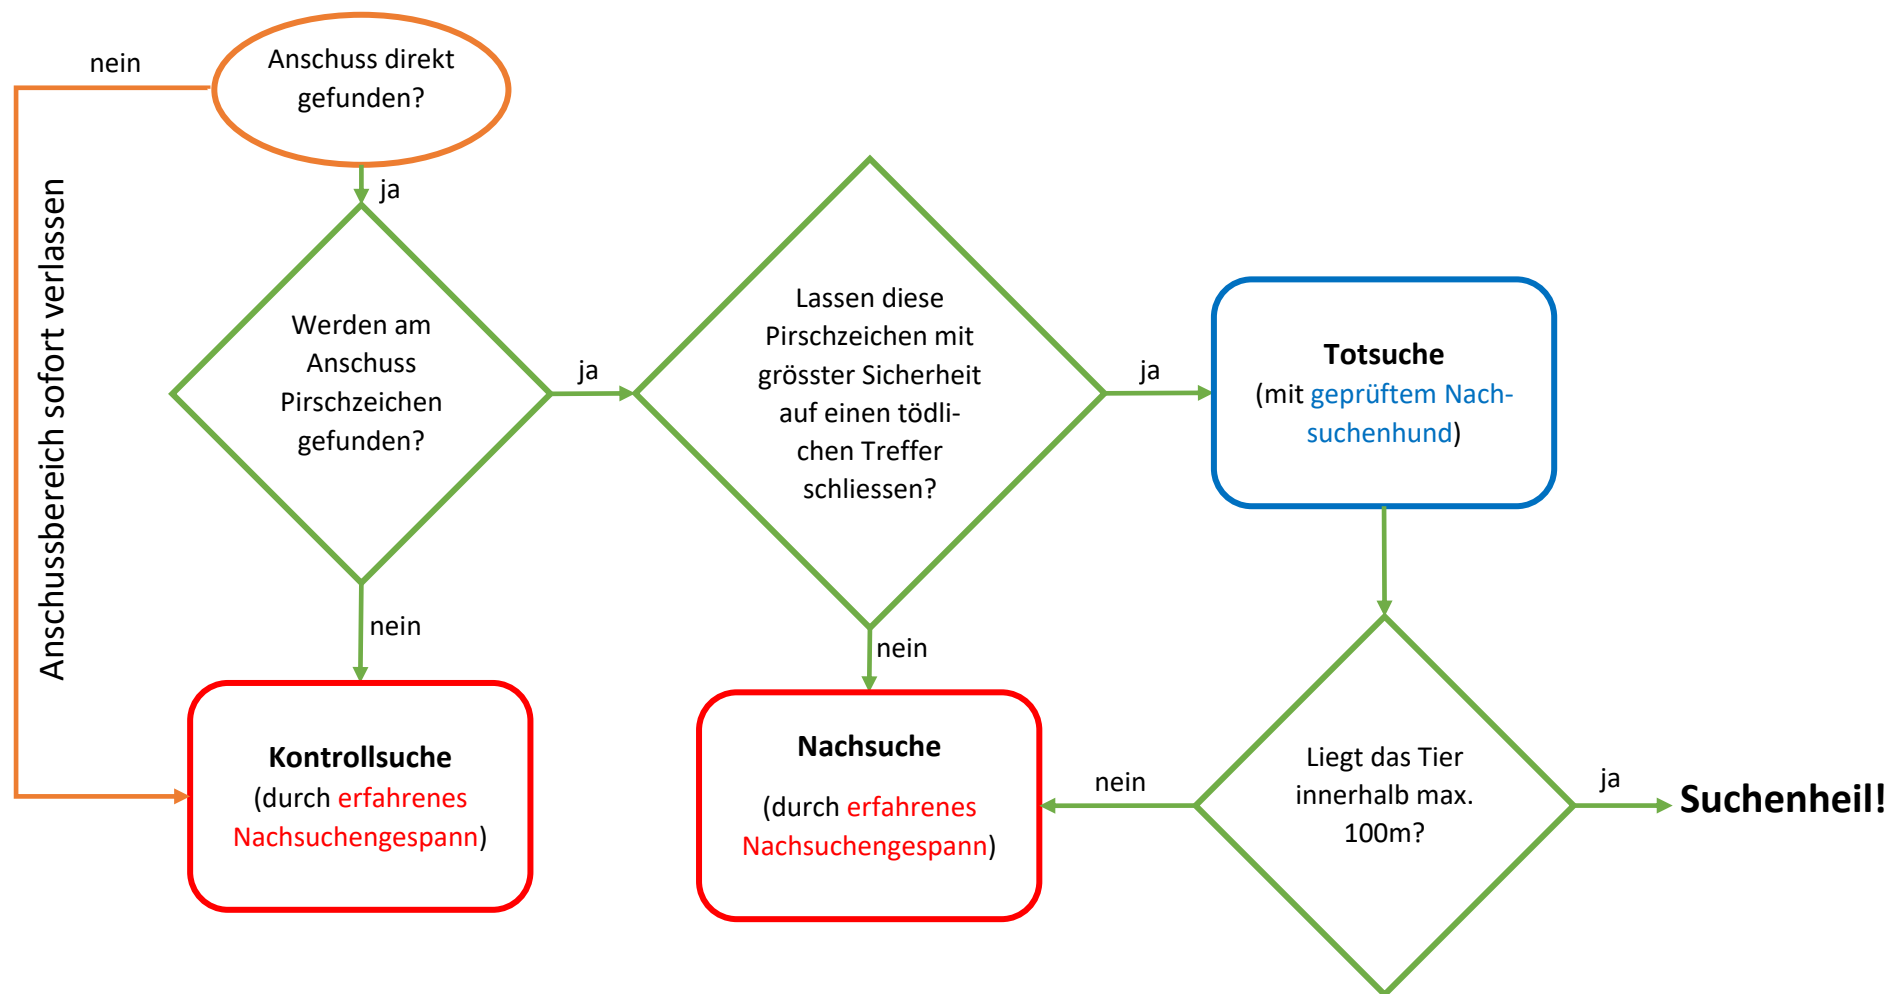 Anschuss direkt
gefunden?
nein
ja
Anschussbereich sofort verlassen
Werden am
Anschuss
Pirschzeichen
gefunden?
ja
nein
Lassen diese
Pirschzeichen mit
grösster Sicherheit
auf einen tödli-
chen Treffer
schliessen?
ja
nein
Totsuche
(mit geprüftem Nach-
suchenhund)
Kontrollsuche
(durch erfahrenes
Nachsuchengespann)
Nachsuche
(durch erfahrenes
Nachsuchengespann)
nein
Liegt das Tier
innerhalb max.
100m?
ja
Suchenheil!